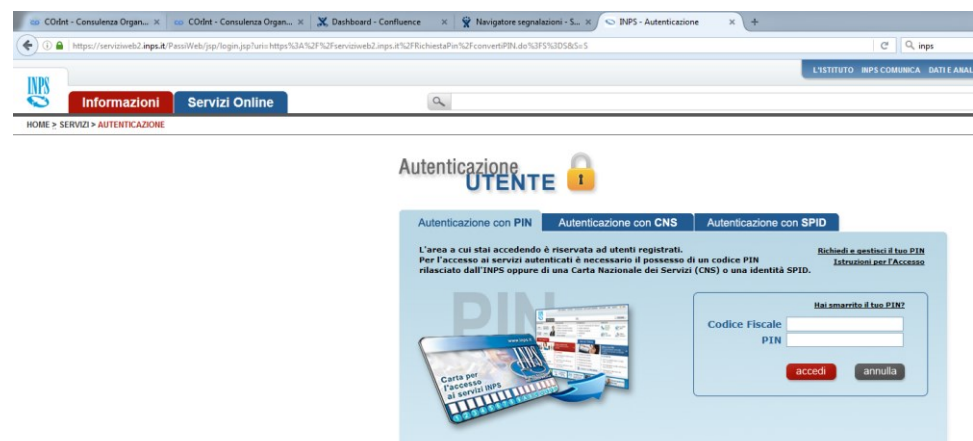 COrInt - Consulenza Organ... COrInt - Consulenza Organ... Dashboard - Confluence Navigatore segnalazioni - S... INPS - Autenticazione
https://serviziweb2.inps.it/PassiWeb/jsp/login.jsp?uri=https%3A%2F%2Fserviziweb2.inps.it%2FRichiestaPin%2FconvertiPIN.do%3FS%3DS&S=S inps
L'ISTITUTO INPS COMUNICA DATI E ANAL
INPS
Informazioni Servizi Online
HOME > SERVIZI > AUTENTICAZIONE
Autenticazione
UTENTE
Autenticazione con PIN Autenticazione con CNS Autenticazione con SPID
L'area a cui stai accedendo è riservata ad utenti registrati.
Per l'accesso ai servizi autenticati è necessario il possesso di un codice PIN
rilasciato dall'INPS oppure di una Carta Nazionale dei Servizi (CNS) o una identità SPID.
Richiedi e gestisci il tuo PIN
Istruzioni per l'Accesso
PIN
Hai smarrito il tuo PIN?
Codice Fiscale
PIN
accedi annulla
www.inps.it
INPS
Carta per
l'accesso
ai servizi INPS